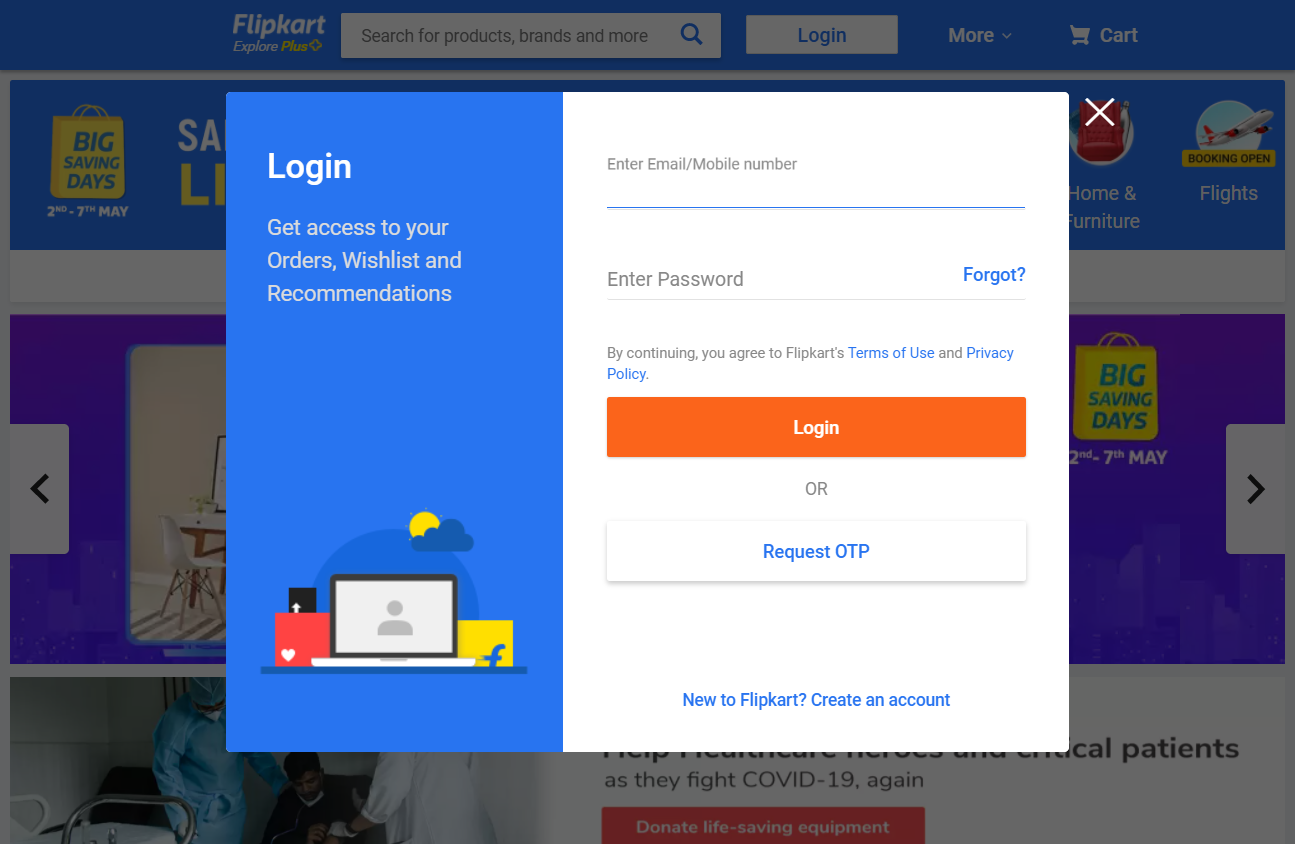 Flipkart
Explore Plus
Search for products, brands and more
Login
More
Cart
BIG
SAVING
DAYS
2ND - 7TH MAY
BOOKING OPEN
Home &
Furniture
Flights
Login
Get access to your
Orders, Wishlist and
Recommendations
Enter Email/Mobile number
Enter Password
Forgot?
By continuing, you agree to Flipkart's Terms of Use and Privacy
Policy.
Login
OR
Request OTP
New to Flipkart? Create an account
BIG
SAVING
DAYS
2nd- 7th MAY
Help Healthcare heroes and critical patients
as they fight COVID-19, again
Donate life-saving equipment